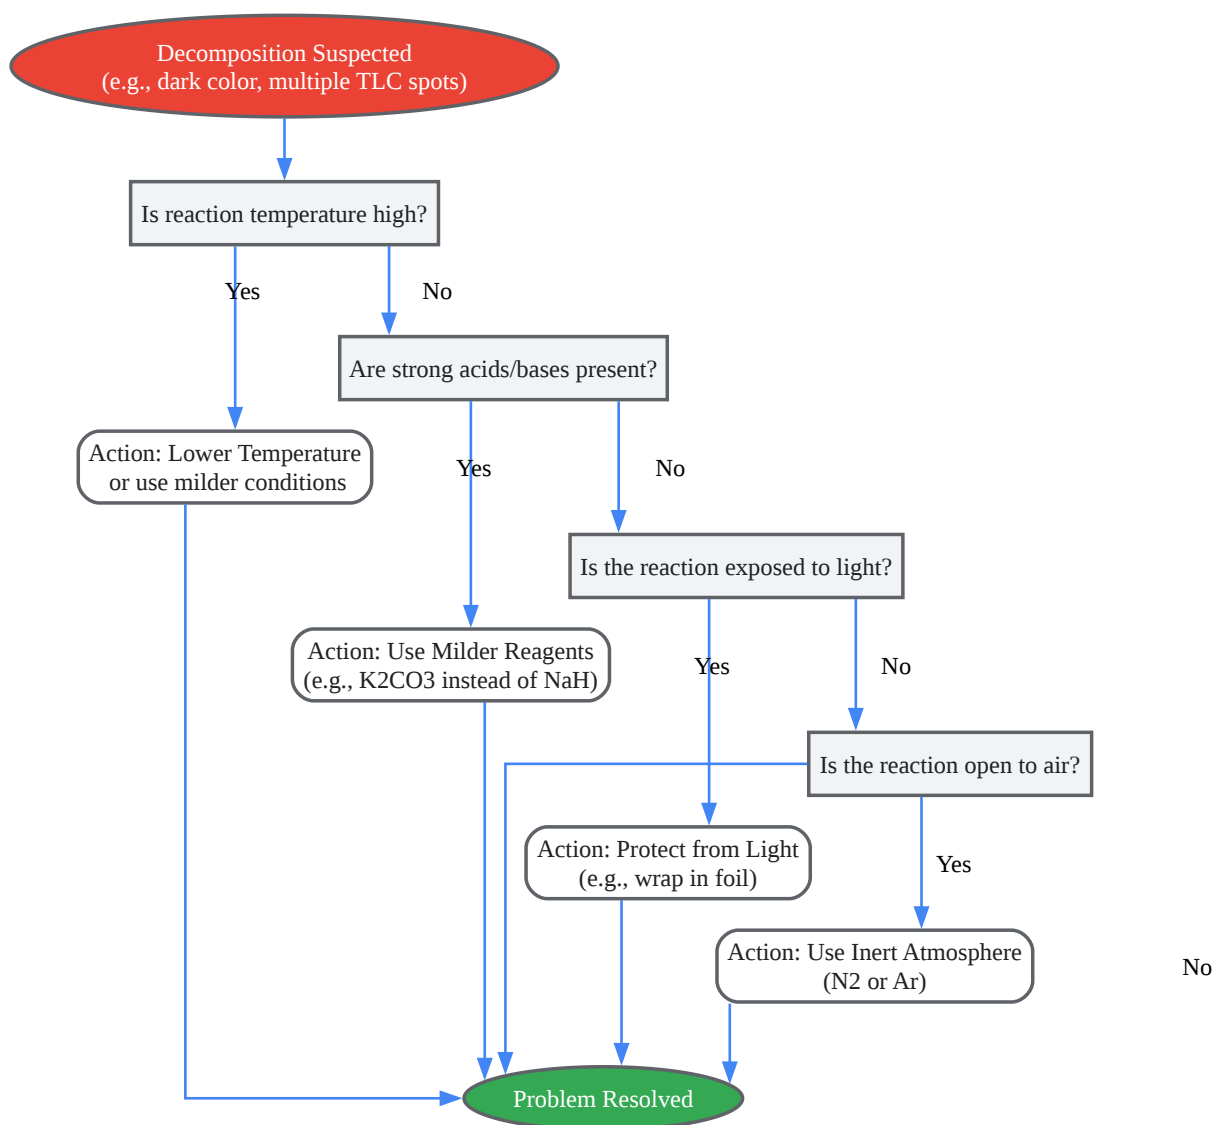 Decomposition Suspected
(e.g., dark color, multiple TLC spots)
Is reaction temperature high?
Yes
No
Are strong acids/bases present?
Action: Lower Temperature
or use milder conditions
Yes
No
Is the reaction exposed to light?
Action: Use Milder Reagents
(e.g., K2CO3 instead of NaH)
Yes
No
Is the reaction open to air?
Action: Protect from Light
(e.g., wrap in foil)
Yes
Action: Use Inert Atmosphere
(N2 or Ar)
No
Problem Resolved